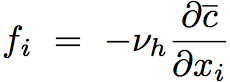 f_i = −ν_h ∂c̅/∂x_i